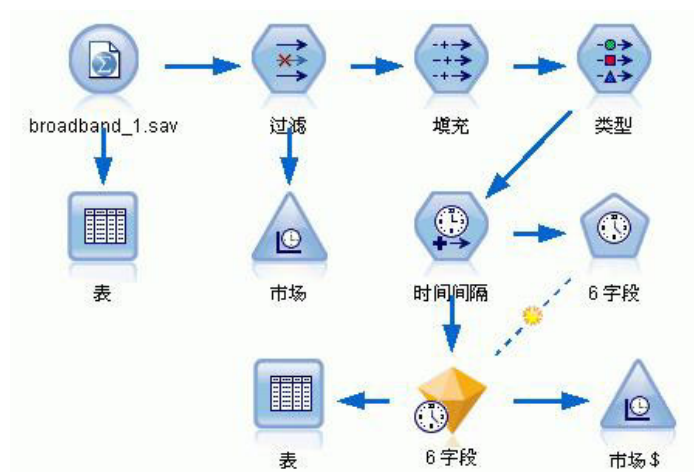 broadband_1.sav
过滤
填充
类型
表
市场
时间间隔
6 字段
表
6 字段
市场 $